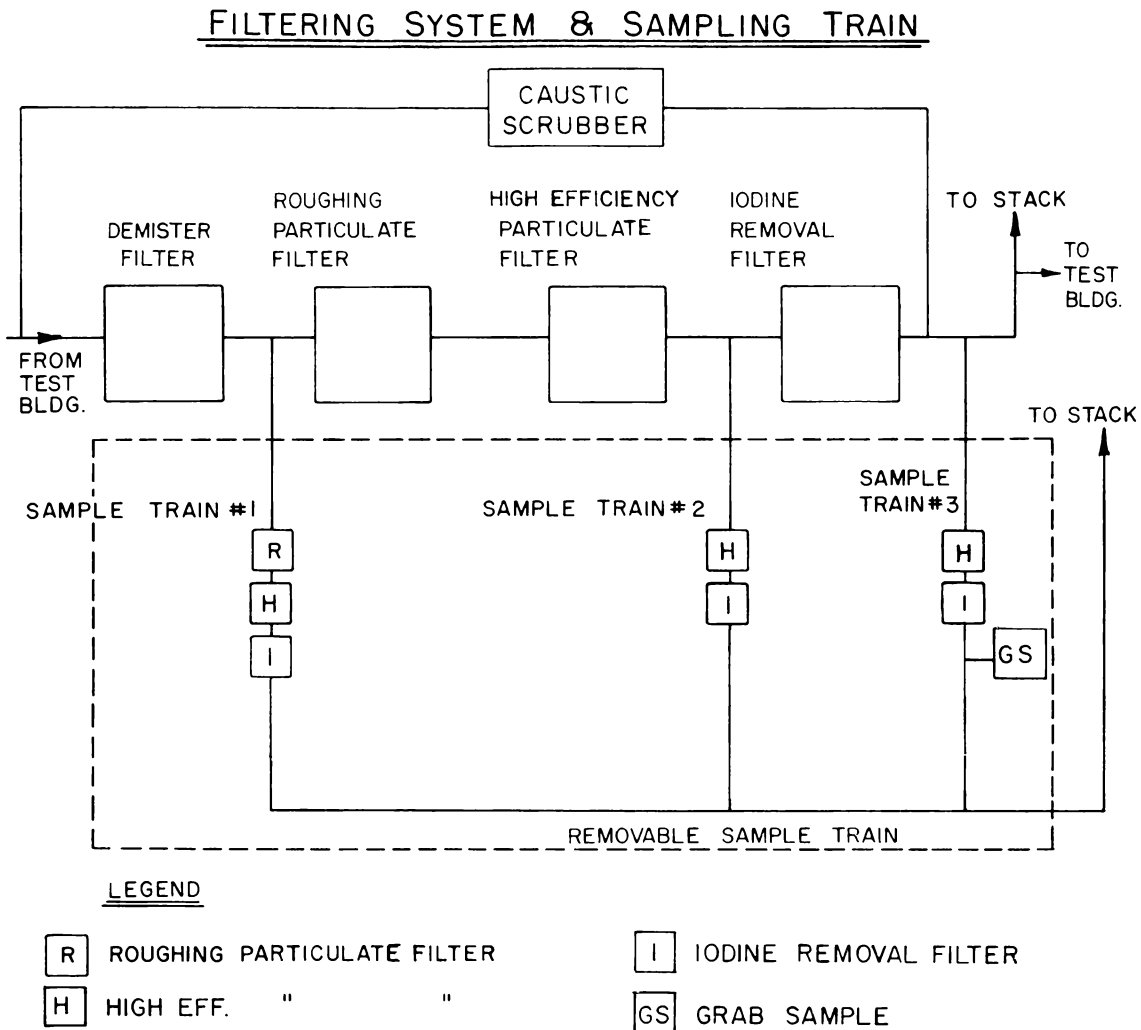 FILTERING SYSTEM & SAMPLING TRAIN
CAUSTIC
SCRUBBER
DEMISTER
FILTER
ROUGHING
PARTICULATE
FILTER
HIGH EFFICIENCY
PARTICULATE
FILTER
IODINE
REMOVAL
FILTER
TO STACK
TO
TEST
BLDG.
FROM
TEST
BLDG.
TO STACK
SAMPLE TRAIN #1
SAMPLE TRAIN #2
SAMPLE
TRAIN #3
R
H
I
H
I
H
I
GS
REMOVABLE SAMPLE TRAIN
LEGEND
R ROUGHING PARTICULATE FILTER
H HIGH EFF. " "
I IODINE REMOVAL FILTER
GS GRAB SAMPLE